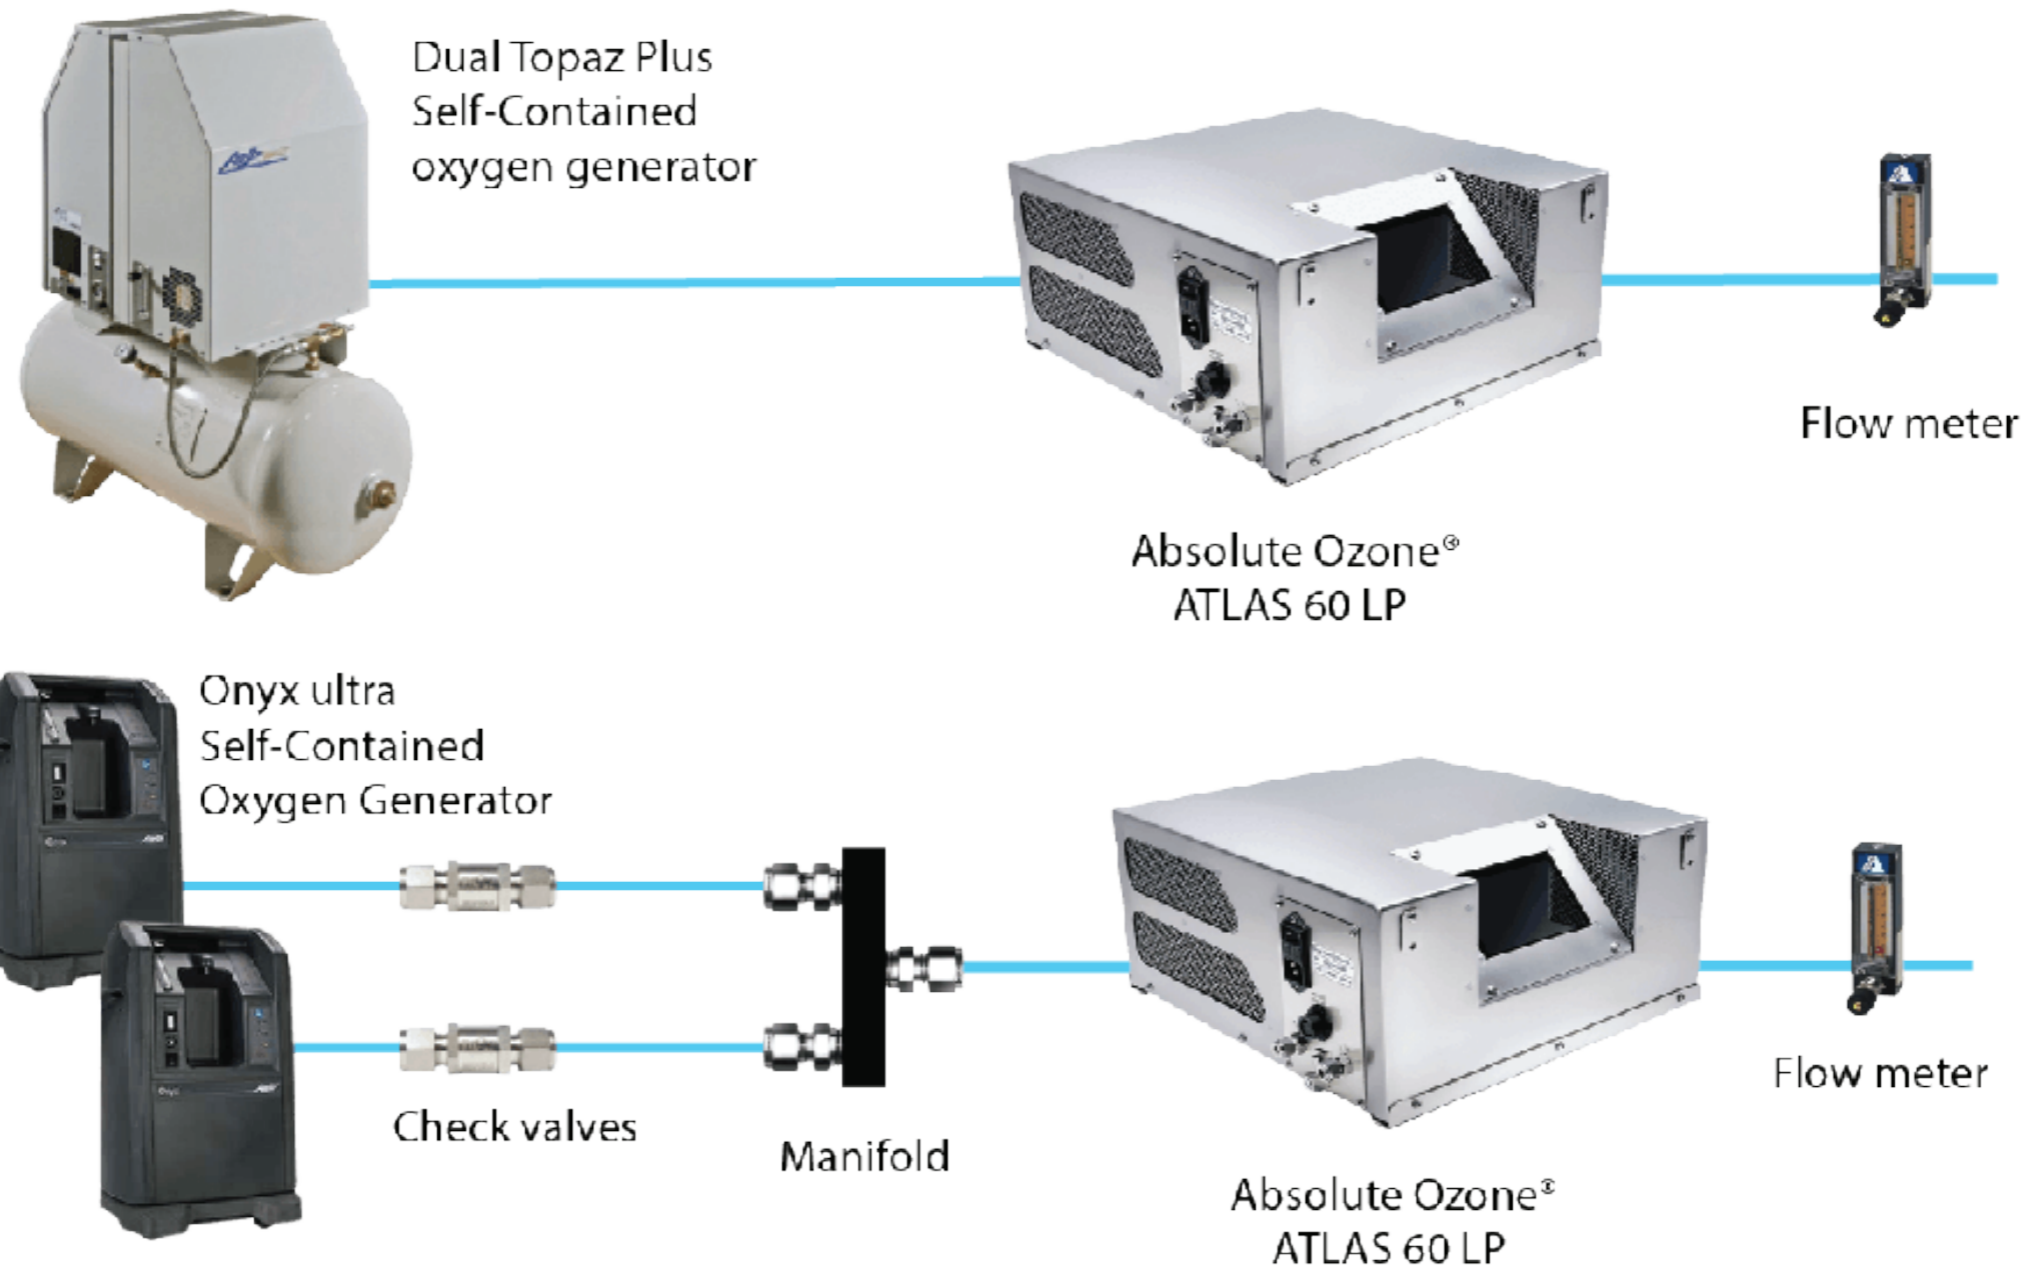 Dual Topaz Plus
Self-Contained
oxygen generator
Flow meter
Absolute Ozone®
ATLAS 60 LP
Onyx ultra
Self-Contained
Oxygen Generator
Check valves
Manifold
Flow meter
Absolute Ozone®
ATLAS 60 LP